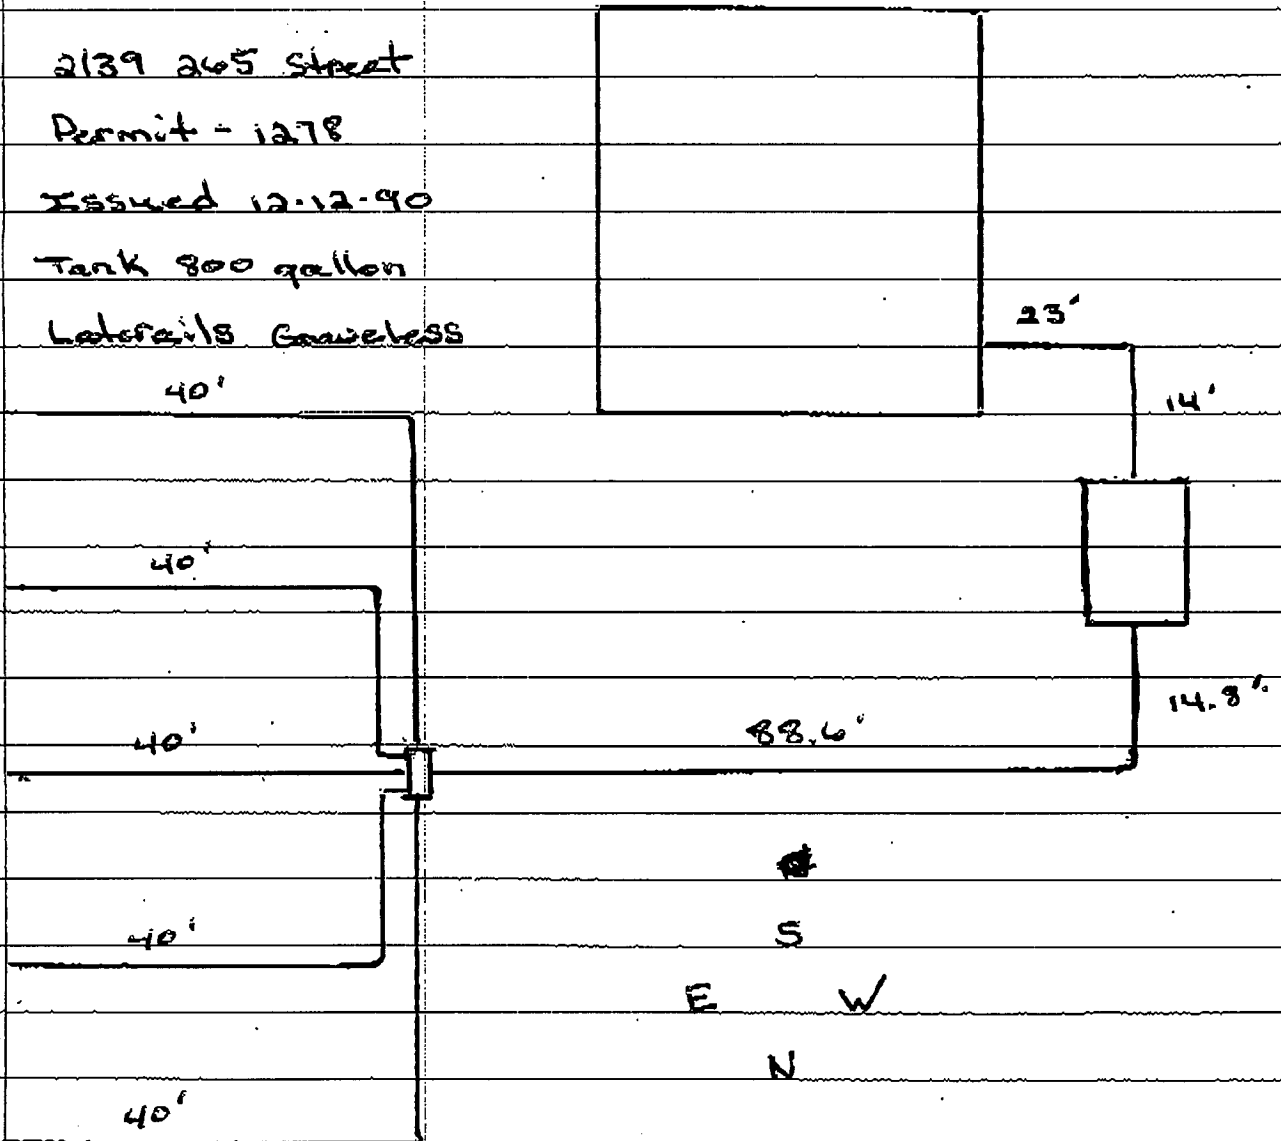 2139 265 Street
Permit - 1278
Issued 12-12-90
Tank 800 gallon
Laterails Graveless
23'
40'
14'
40'
14.8"
88.6'
40'
40'
S
E W
N
40'